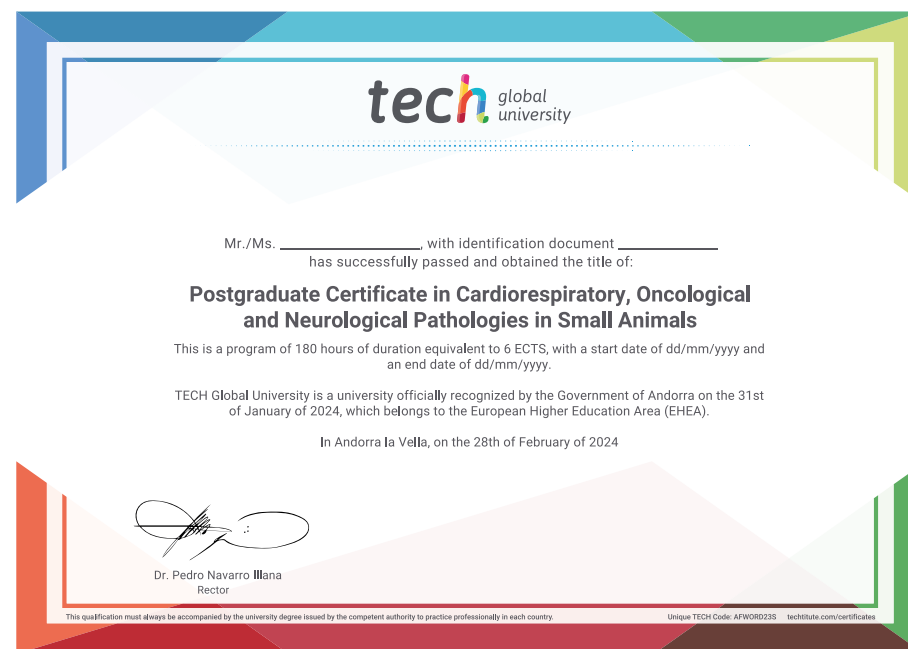 tech global university
Mr./Ms. ____________________, with identification document ______________
has successfully passed and obtained the title of:
Postgraduate Certificate in Cardiorespiratory, Oncological
and Neurological Pathologies in Small Animals
This is a program of 180 hours of duration equivalent to 6 ECTS, with a start date of dd/mm/yyyy and
an end date of dd/mm/yyyy.
TECH Global University is a university officially recognized by the Government of Andorra on the 31st
of January of 2024, which belongs to the European Higher Education Area (EHEA).
In Andorra la Vella, on the 28th of February of 2024
Dr. Pedro Navarro Illana
Rector
This qualification must always be accompanied by the university degree issued by the competent authority to practice professionally in each country.
Unique TECH Code: AFWORD23S techtitute.com/certificates